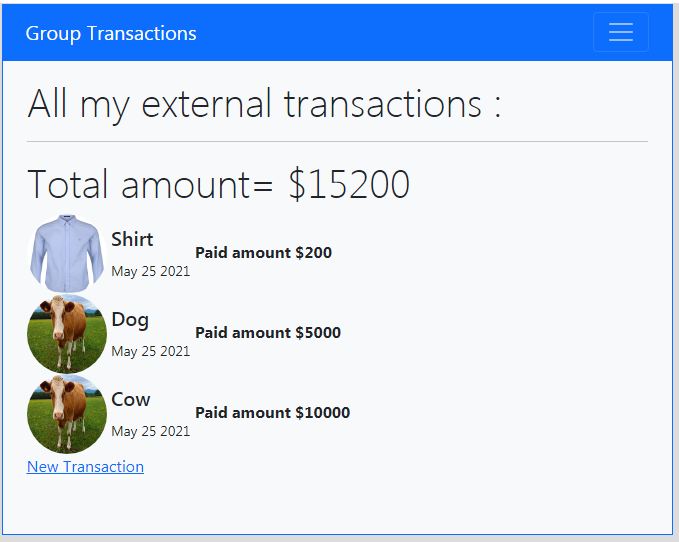 Group Transactions
All my external transactions :
Total amount= $15200
Shirt
May 25 2021
Paid amount $200
Dog
May 25 2021
Paid amount $5000
Cow
May 25 2021
Paid amount $10000
New Transaction